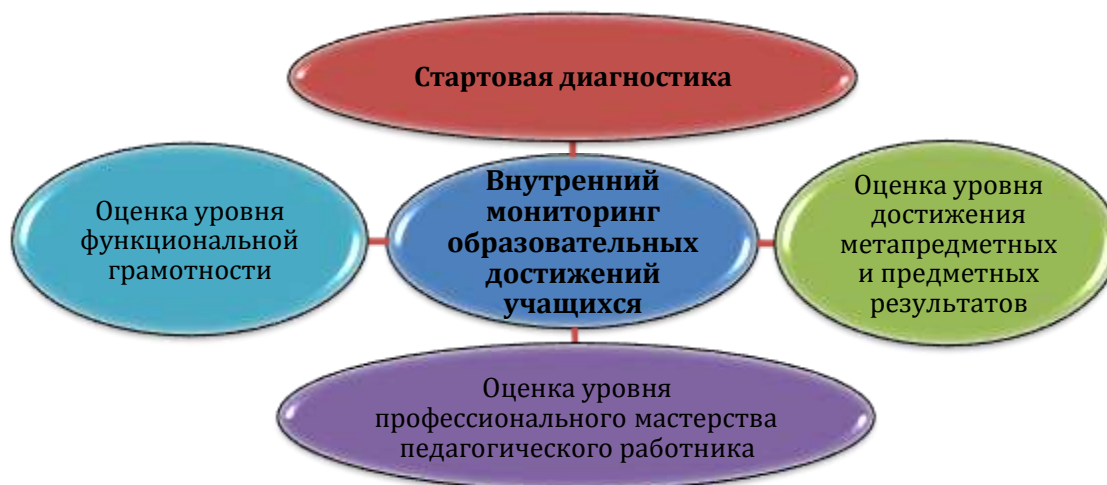 Стартовая диагностика
Внутренний
мониторинг
образовательных
достижений
учащихся
Оценка уровня
функциональной
грамотности
Оценка уровня
достижения
метапредметных
и предметных
результатов
Оценка уровня
профессионального мастерства
педагогического работника